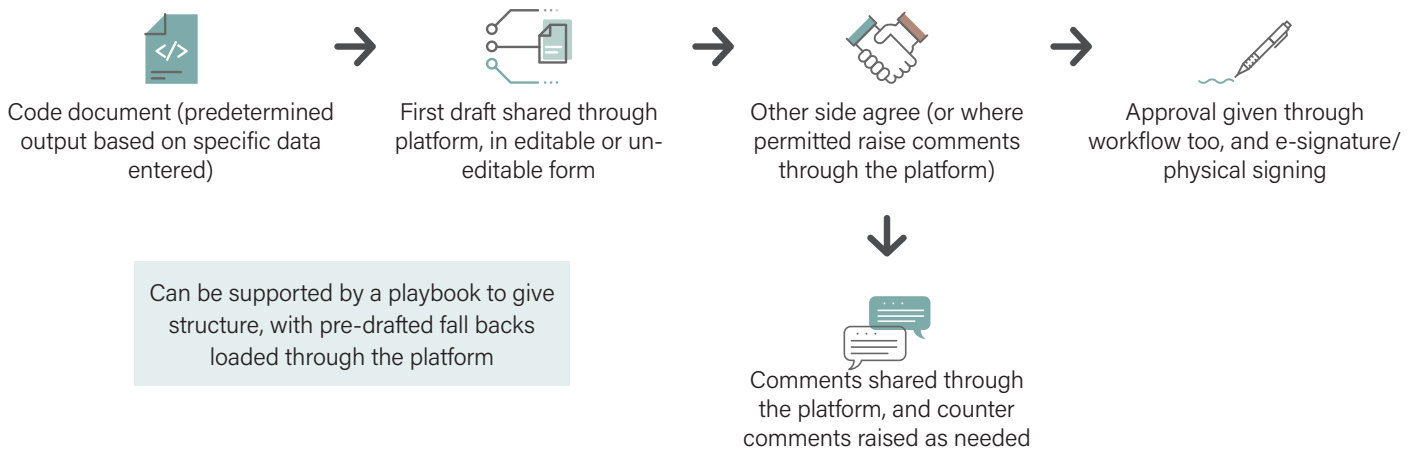 </>
Code document (predetermined
output based on specific data
entered)
First draft shared through
platform, in editable or un-
editable form
Other side agree (or where
permitted raise comments
through the platform)
Approval given through
workflow too, and e-signature/
physical signing
Can be supported by a playbook to give
structure, with pre-drafted fall backs
loaded through the platform
Comments shared through
the platform, and counter
comments raised as needed